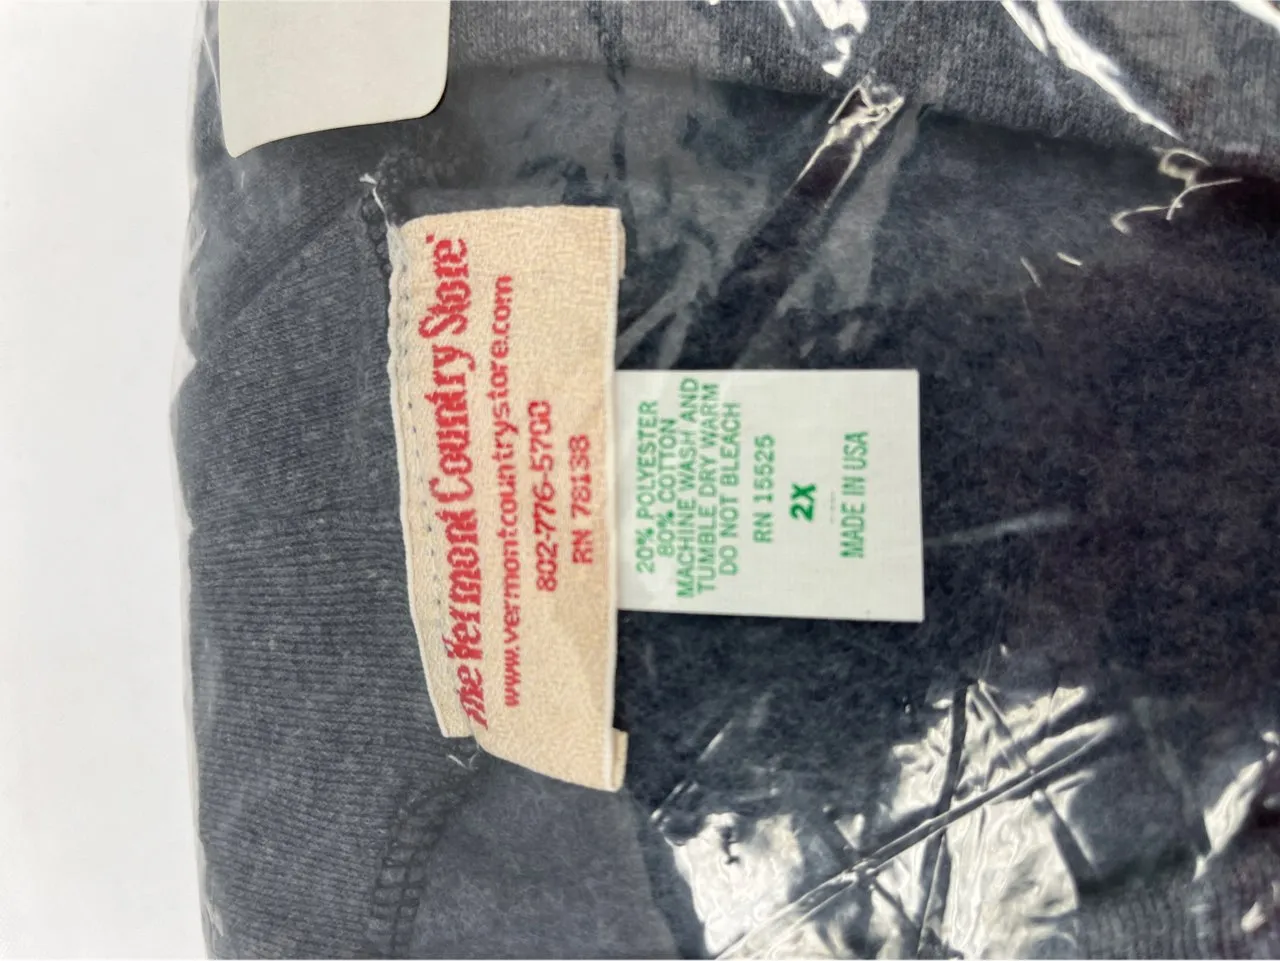 The Vermont Country Store®
www.vermontcountrystore.com
802-776-5700
RN 78138
20% POLYESTER
80% COTTON
MACHINE WASH AND
TUMBLE DRY WARM
DO NOT BLEACH
RN 15525
2X
MADE IN USA